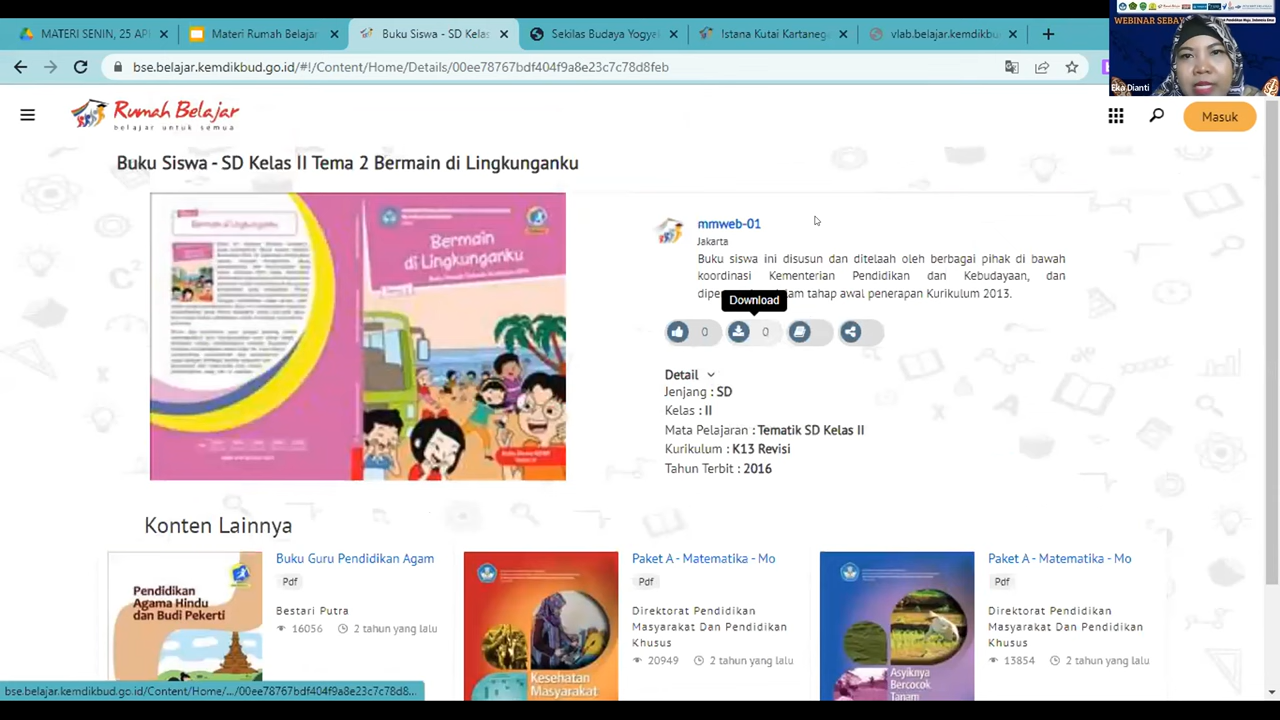 MATERI SENIN, 25 AP
Materi Rumah Belajar
Buku Siswa - SD Kela
Sekilas Budaya Yogya
Istana Kutai Kartaneg
vlab.belajar.kemdikbu
bse.belajar.kemdikbud.go.id/#!/Content/Home/Details/00ee78767bdf404f9a8e23c7c78d8feb
WEBINAR SEBA
Eka Dianti
Rumah Belajar
belajar untuk semua
Masuk
Buku Siswa - SD Kelas II Tema 2 Bermain di Lingkunganku
Bermain di Lingkunganku
Bermain
di Lingkunganku
mmweb-01
Jakarta
Buku siswa ini disusun dan ditelaah oleh berbagai pihak di bawah
koordinasi Kementerian Pendidikan dan Kebudayaan, dan
tahap awal penerapan Kurikulum 2013.
Download
0
0
Detail
Jenjang : SD
Kelas : II
Mata Pelajaran : Tematik SD Kelas II
Kurikulum : K13 Revisi
Tahun Terbit : 2016
Konten Lainnya
Pendidikan
Agama Hindu
dan Budi Pekerti
Buku Guru Pendidikan Agam
Pdf
Bestari Putra
16056 2 tahun yang lalu
Kesehatan
Masyarakat
Paket A - Matematika - Mo
Pdf
Direktorat Pendidikan
Masyarakat Dan Pendidikan
Khusus
20949 2 tahun yang lalu
Asyiknya
Bercocok
Tanam
Paket A - Matematika - Mo
Pdf
Direktorat Pendidikan
Masyarakat Dan Pendidikan
Khusus
13854 2 tahun yang lalu
bse.belajar.kemdikbud.go.id/Content/Home/.../00ee78767bdf404f9a8e23c7c78d8...